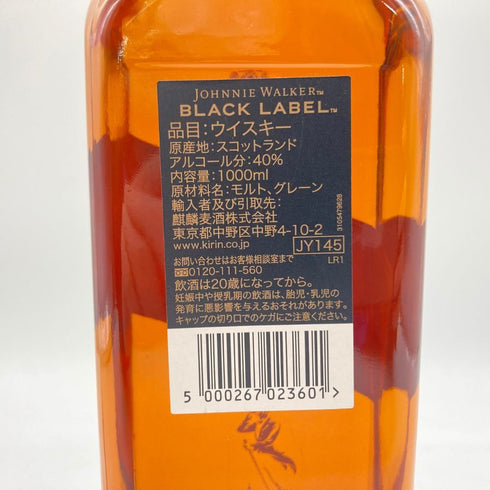 JOHNNIE WALKER™
BLACK LABEL™
品目:ウイスキー
原産地:スコットランド
アルコール分:40%
内容量:1000ml
原材料名:モルト、グレーン
輸入者及び引取先:
麒麟麦酒株式会社
東京都中野区中野4-10-2
www.kirin.co.jp
JY145
お問い合わせはお客様相談室まで
LR1
0120-111-560
飲酒は20歳になってから。
妊娠中や授乳期の飲酒は、胎児・乳児の
発育に悪影響を与えるおそれがあります。
キャップの切り口でのケガにご注意ください。
3105479628
5 000267 023601 >